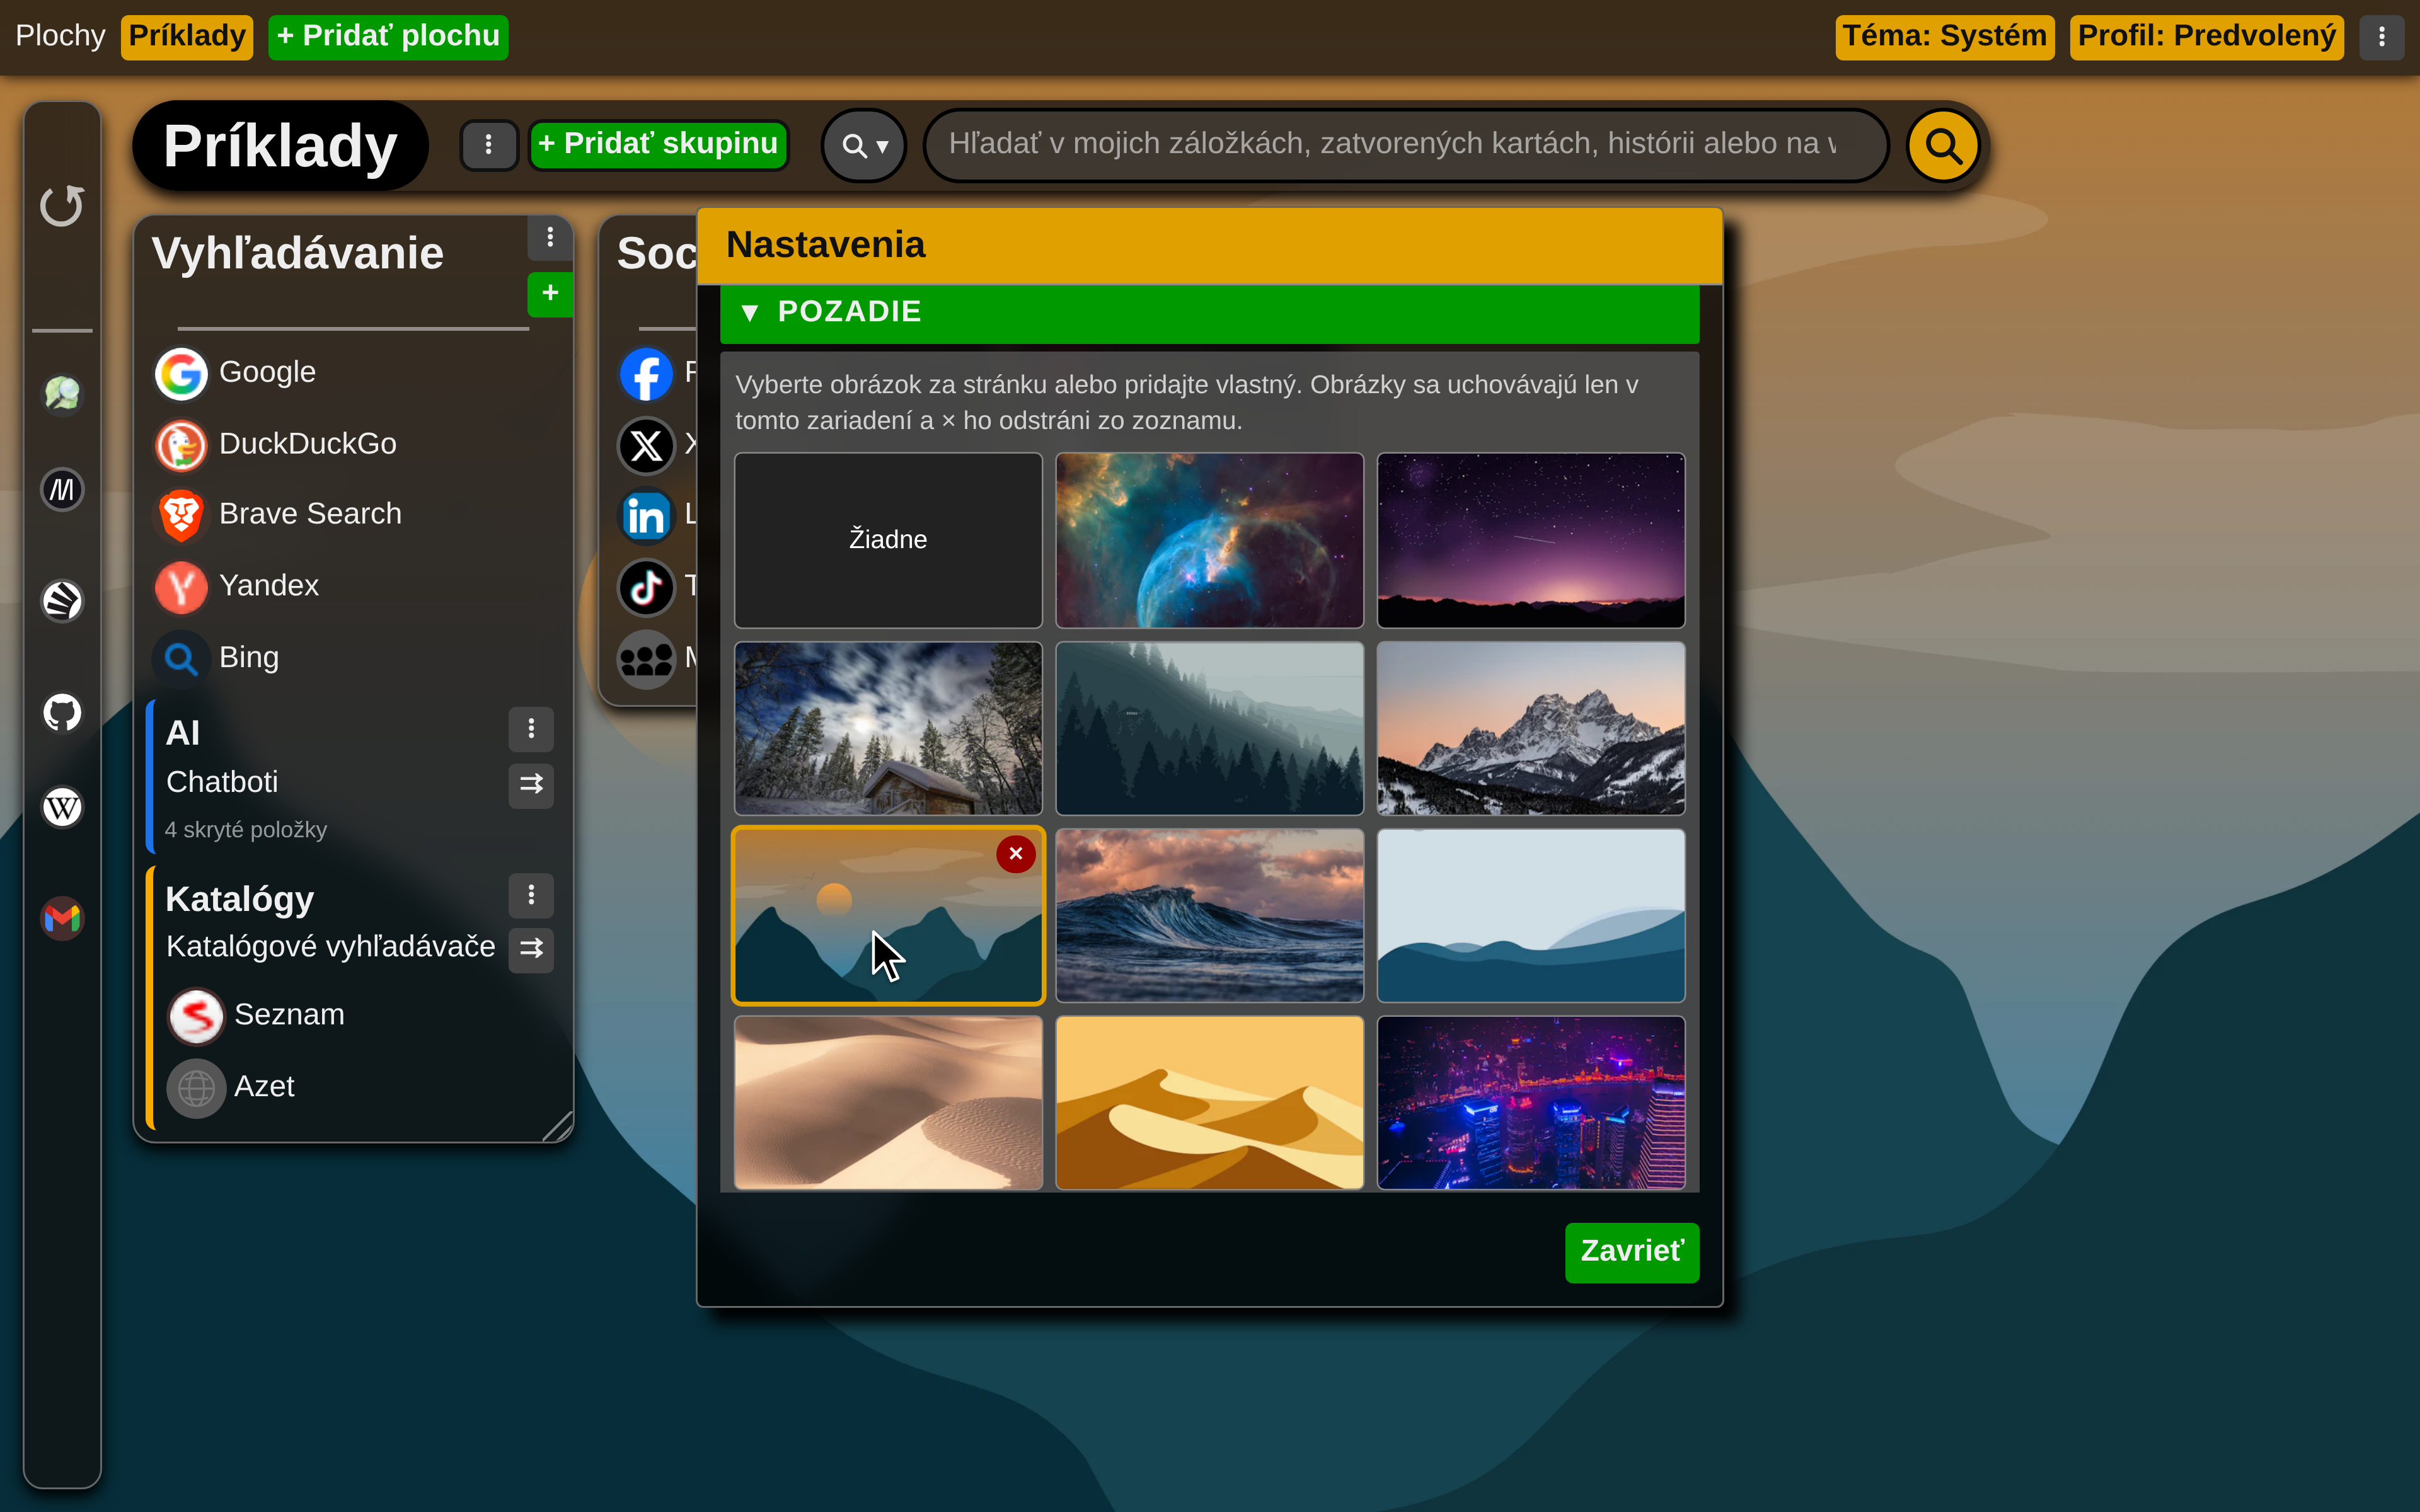 Plochy Príklady + Pridať plochu Téma: Systém Profil: Predvolený
Príklady + Pridať skupinu Hľadať v mojich záložkách, zatvorených kartách, histórii alebo na
Vyhľadávanie
+
Google
DuckDuckGo
Brave Search
Yandex
Bing
AI
Chatboti
4 skryté položky
Katalógy
Katalógové vyhľadávače
Seznam
Azet
Soc
Nastavenia
▼ POZADIE
Vyberte obrázok za stránku alebo pridajte vlastný. Obrázky sa uchovávajú len v
tomto zariadení a × ho odstráni zo zoznamu.
Žiadne
×
Zavrieť